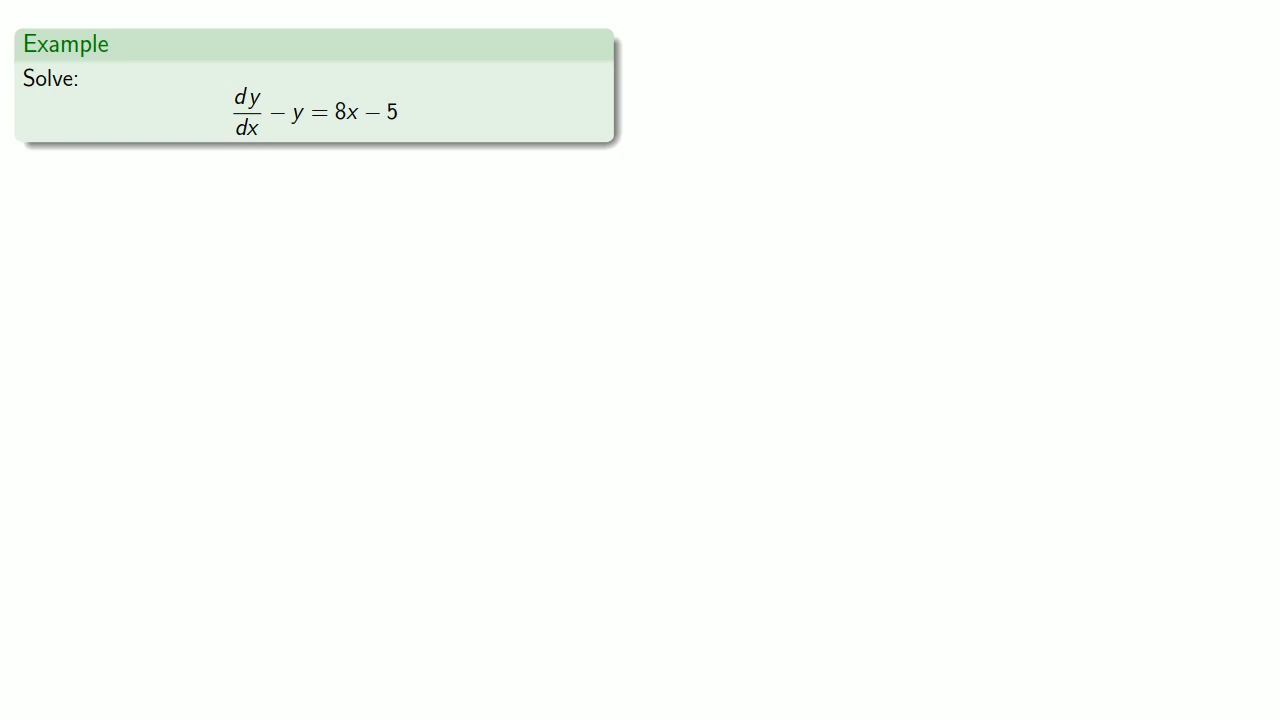 Example
Solve:
dy/dx − y = 8x − 5